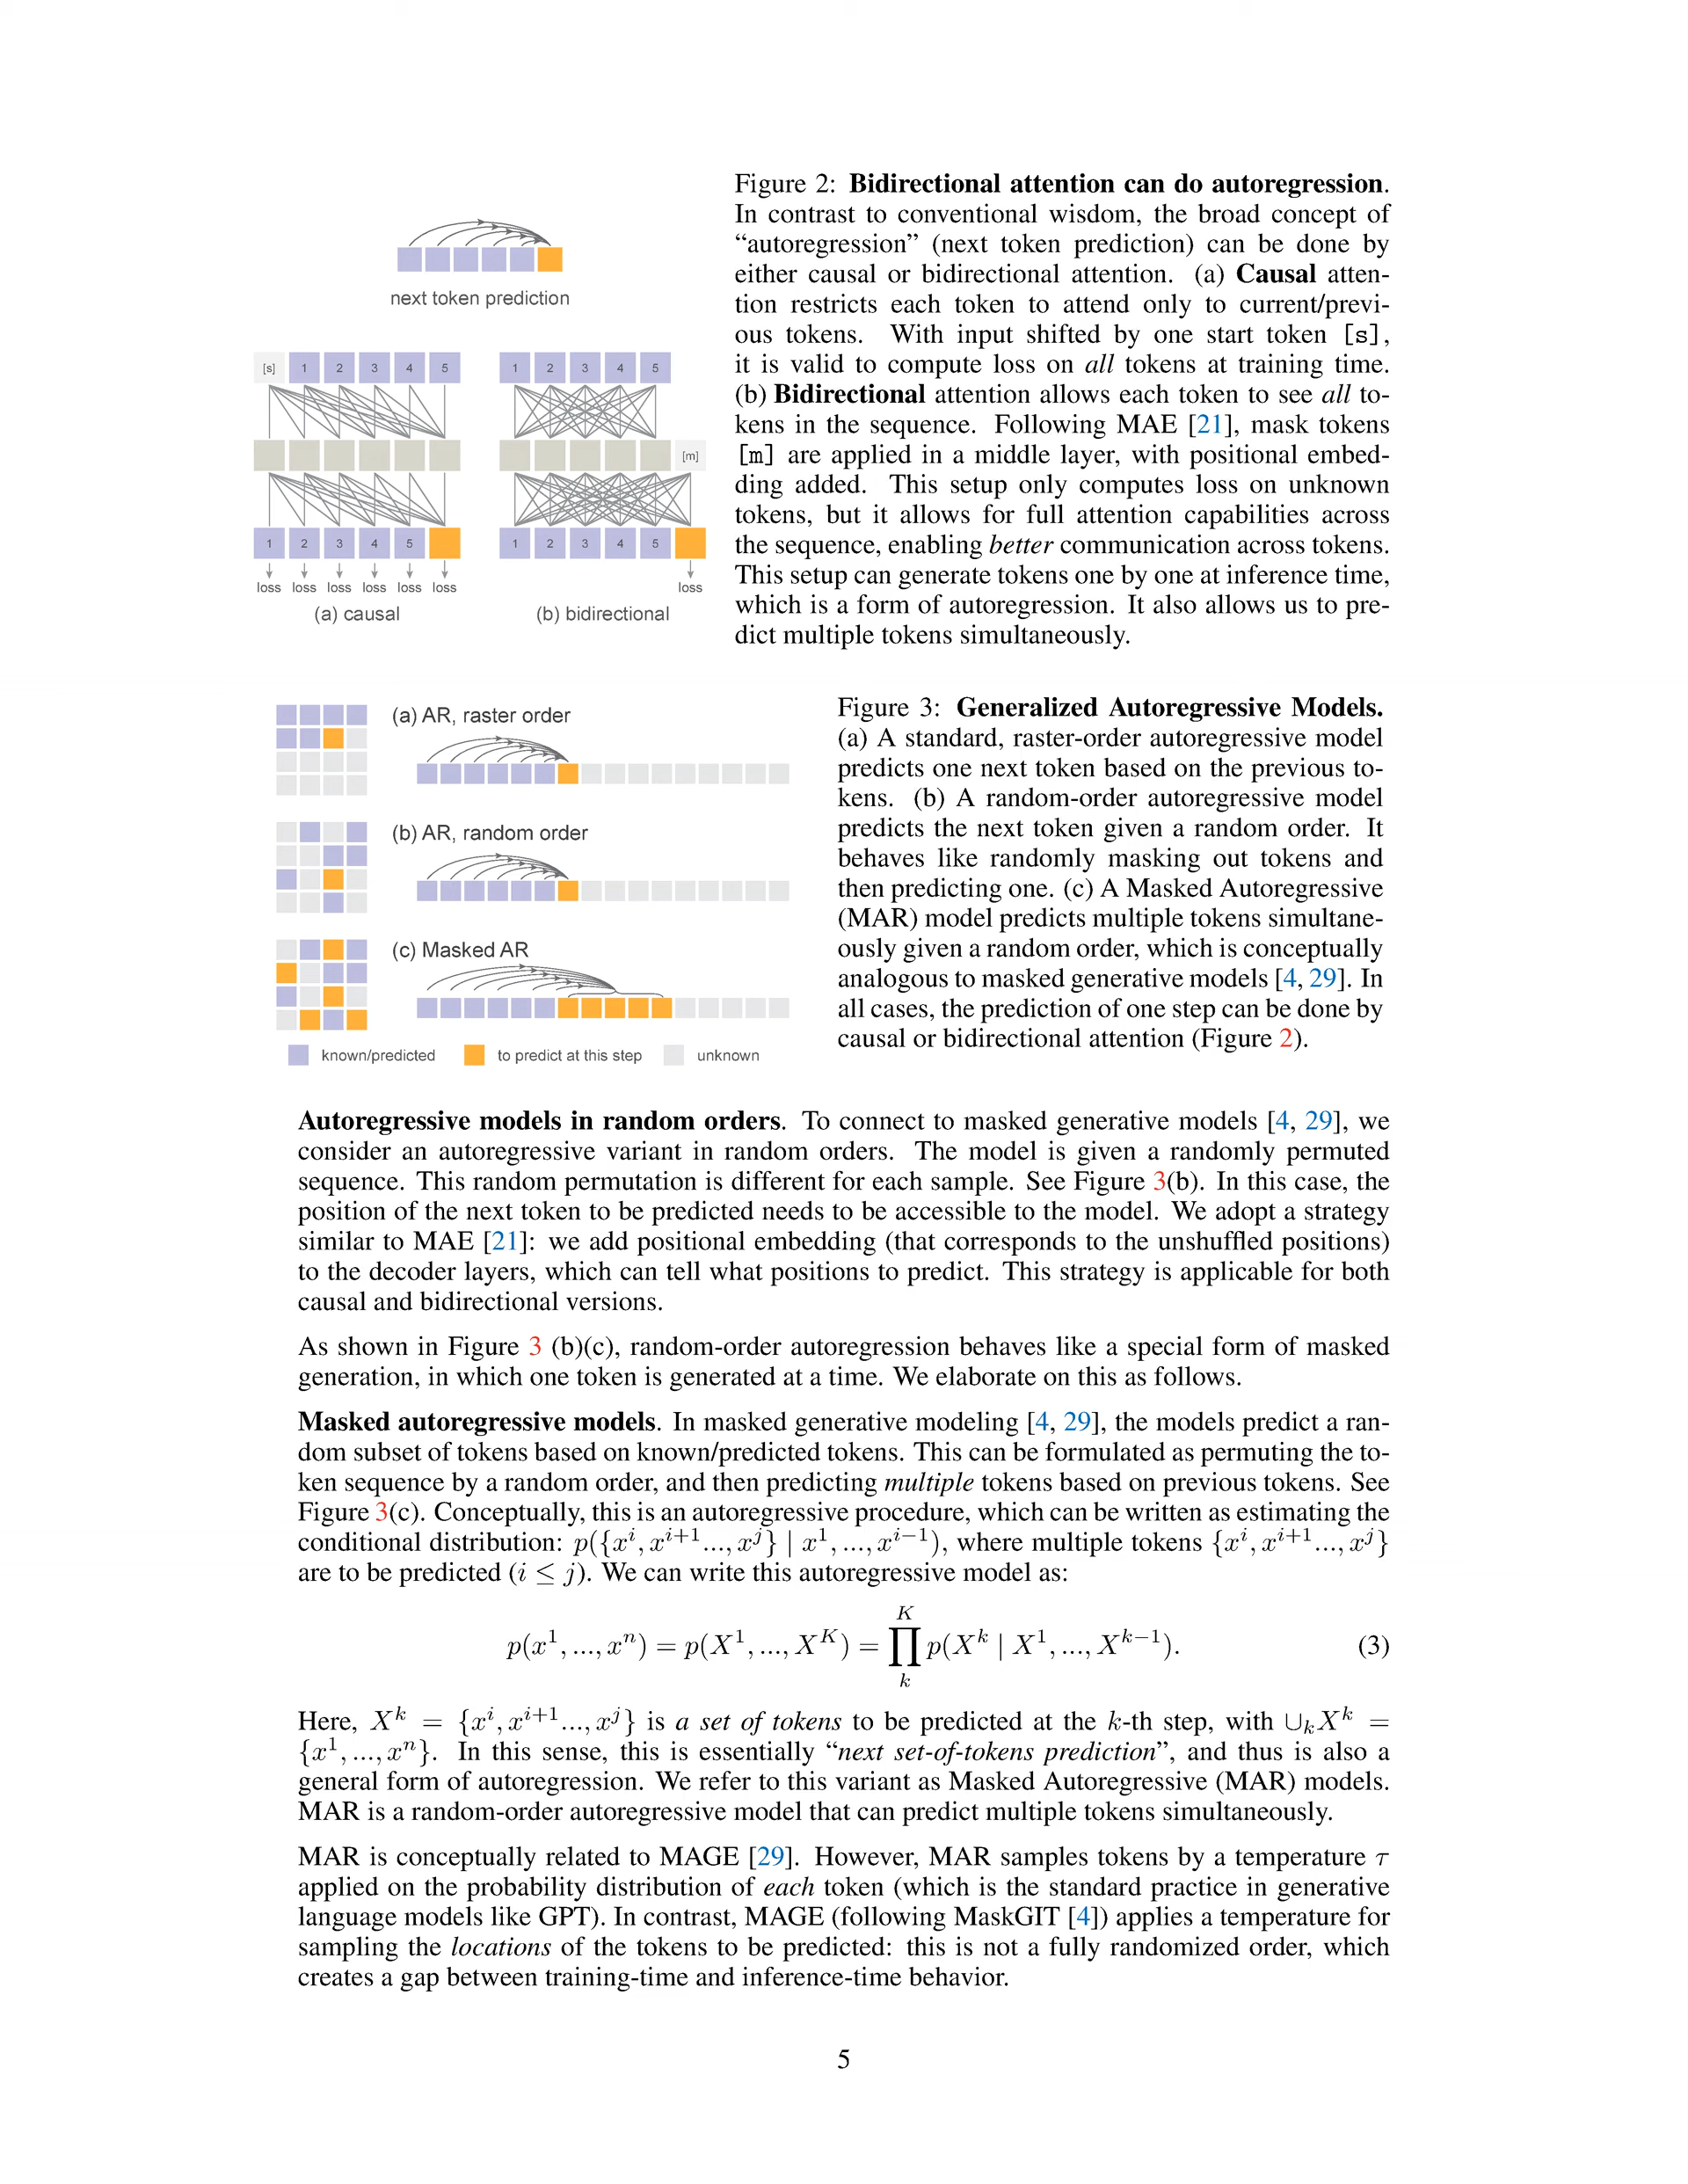 Figure 2: Bidirectional attention can do autoregression.
In contrast to conventional wisdom, the broad concept of
“autoregression” (next token prediction) can be done by
either causal or bidirectional attention. (a) Causal atten-
tion restricts each token to attend only to current/previ-
ous tokens. With input shifted by one start token [s],
it is valid to compute loss on all tokens at training time.
(b) Bidirectional attention allows each token to see all to-
kens in the sequence. Following MAE [21], mask tokens
[m] are applied in a middle layer, with positional embed-
ding added. This setup only computes loss on unknown
tokens, but it allows for full attention capabilities across
the sequence, enabling better communication across tokens.
This setup can generate tokens one by one at inference time,
which is a form of autoregression. It also allows us to pre-
dict multiple tokens simultaneously.
next token prediction
[s] 1 2 3 4 5
1 2 3 4 5
[m]
1 2 3 4 5
1 2 3 4 5
loss loss loss loss loss loss
loss
(a) causal
(b) bidirectional
(a) AR, raster order
(b) AR, random order
(c) Masked AR
known/predicted to predict at this step unknown
Figure 3: Generalized Autoregressive Models.
(a) A standard, raster-order autoregressive model
predicts one next token based on the previous to-
kens. (b) A random-order autoregressive model
predicts the next token given a random order. It
behaves like randomly masking out tokens and
then predicting one. (c) A Masked Autoregressive
(MAR) model predicts multiple tokens simultane-
ously given a random order, which is conceptually
analogous to masked generative models [4, 29]. In
all cases, the prediction of one step can be done by
causal or bidirectional attention (Figure 2).
Autoregressive models in random orders. To connect to masked generative models [4, 29], we
consider an autoregressive variant in random orders. The model is given a randomly permuted
sequence. This random permutation is different for each sample. See Figure 3(b). In this case, the
position of the next token to be predicted needs to be accessible to the model. We adopt a strategy
similar to MAE [21]: we add positional embedding (that corresponds to the unshuffled positions)
to the decoder layers, which can tell what positions to predict. This strategy is applicable for both
causal and bidirectional versions.
As shown in Figure 3 (b)(c), random-order autoregression behaves like a special form of masked
generation, in which one token is generated at a time. We elaborate on this as follows.
Masked autoregressive models. In masked generative modeling [4, 29], the models predict a ran-
dom subset of tokens based on known/predicted tokens. This can be formulated as permuting the to-
ken sequence by a random order, and then predicting multiple tokens based on previous tokens. See
Figure 3(c). Conceptually, this is an autoregressive procedure, which can be written as estimating the
conditional distribution: p({x^i, x^{i+1}..., x^j} | x^1, ..., x^{i−1}), where multiple tokens {x^i, x^{i+1}..., x^j}
are to be predicted (i ≤ j). We can write this autoregressive model as:
p(x^1, ..., x^n) = p(X^1, ..., X^K) = ∏_k^K p(X^k | X^1, ..., X^{k−1}). (3)
Here, X^k = {x^i, x^{i+1}..., x^j} is a set of tokens to be predicted at the k-th step, with ∪_k X^k =
{x^1, ..., x^n}. In this sense, this is essentially “next set-of-tokens prediction”, and thus is also a
general form of autoregression. We refer to this variant as Masked Autoregressive (MAR) models.
MAR is a random-order autoregressive model that can predict multiple tokens simultaneously.
MAR is conceptually related to MAGE [29]. However, MAR samples tokens by a temperature τ
applied on the probability distribution of each token (which is the standard practice in generative
language models like GPT). In contrast, MAGE (following MaskGIT [4]) applies a temperature for
sampling the locations of the tokens to be predicted: this is not a fully randomized order, which
creates a gap between training-time and inference-time behavior.
5